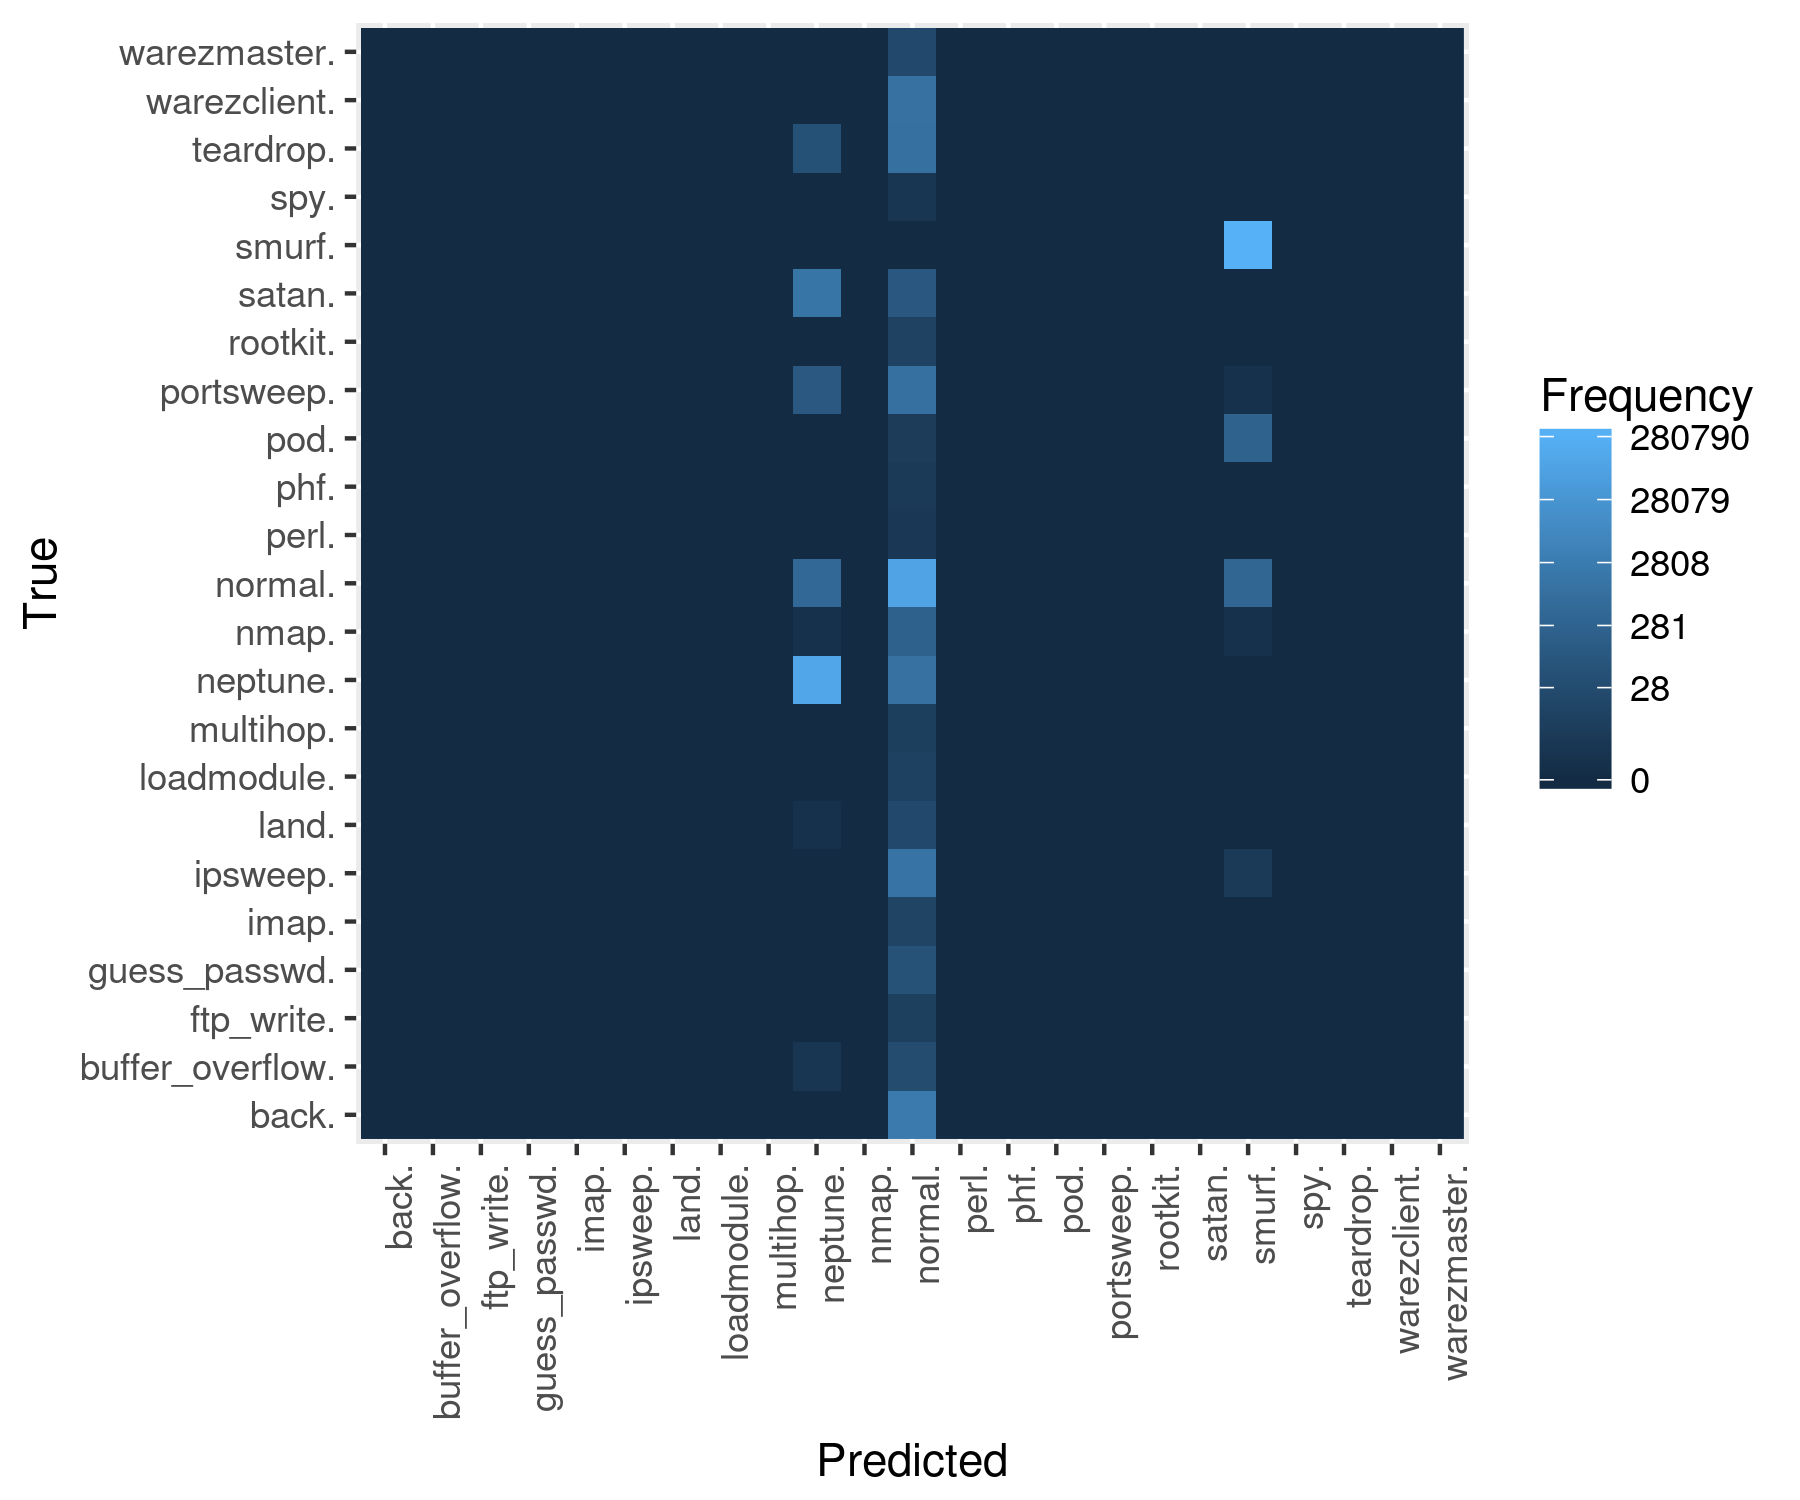 warezmaster.
warezclient.
teardrop.
spy.
smurf.
satan.
rootkit.
portsweep.
pod.
phf.
perl.
normal.
nmap.
neptune.
multihop.
loadmodule.
land.
ipsweep.
imap.
guess_passwd.
ftp_write.
buffer_overflow.
back.
True
back.
buffer_overflow.
ftp_write.
guess_passwd.
imap.
ipsweep.
land.
loadmodule.
multihop.
neptune.
nmap.
normal.
perl.
phf.
pod.
portsweep.
rootkit.
satan.
smurf.
spy.
teardrop.
warezclient.
warezmaster.
Predicted
Frequency
280790
28079
2808
281
28
0